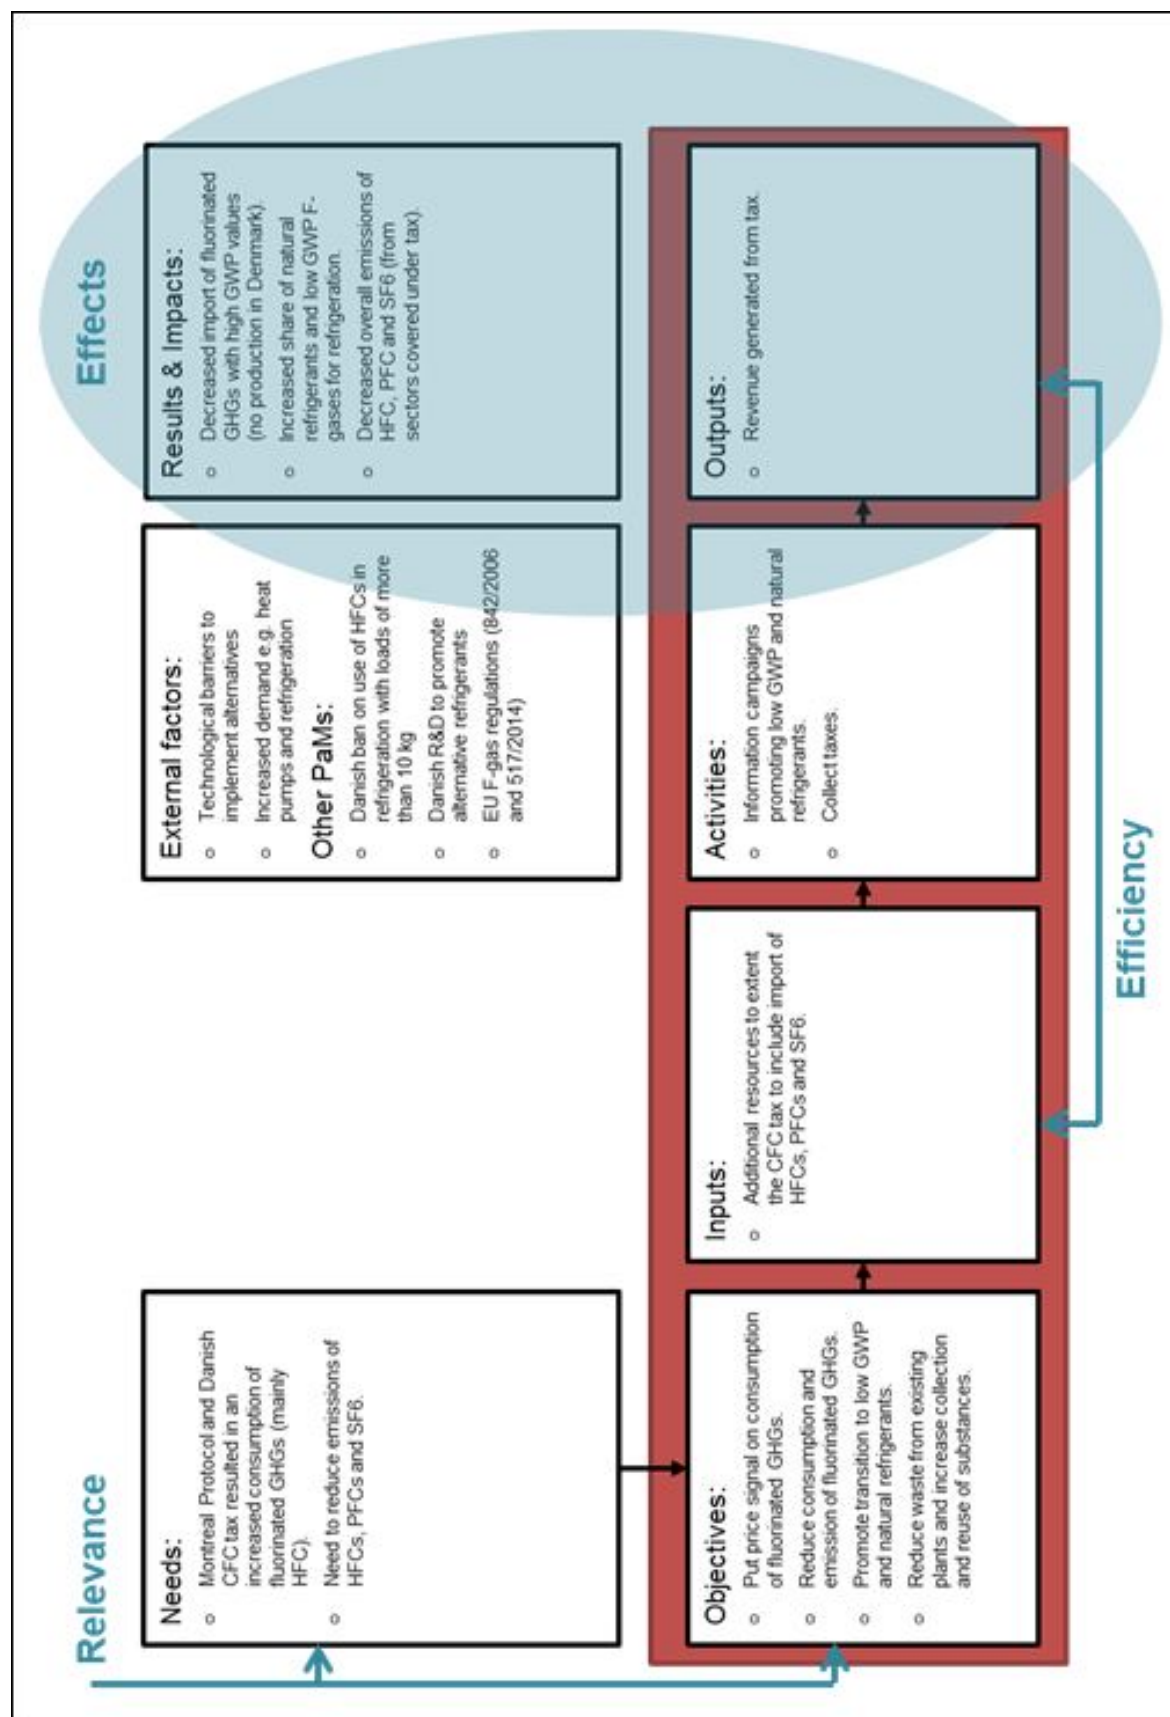 Relevance
Effects
Needs:
o Montreal Protocol and Danish
CFC tax resulted in an
increased consumption of
fluorinated GHGs (mainly
HFC).
o Need to reduce emissions of
HFCs, PFCs and SF6.
External factors:
o Technological barriers to
implement alternatives
o Increased demand e.g. heat
pumps and refrigeration
Other PaMs:
o Danish ban on use of HFCs in
refrigeration with loads of more
than 10 kg
o Danish R&D to promote
alternative refrigerants
o EU F-gas regulations (842/2006
and 517/2014)
Results & Impacts:
o Decreased import of fluorinated
GHGs with high GWP values
(no production in Denmark).
o Increased share of natural
refrigerants and low GWP F-
gases for refrigeration.
o Decreased overall emissions of
HFC, PFC and SF6 (from
sectors covered under tax).
Objectives:
o Put price signal on consumption
of fluorinated GHGs.
o Reduce consumption and
emission of fluorinated GHGs.
o Promote transition to low GWP
and natural refrigerants.
o Reduce waste from existing
plants and increase collection
and reuse of substances.
Inputs:
o Additional resources to extent
the CFC tax to include import of
HFCs, PFCs and SF6.
Activities:
o Information campaigns
promoting low GWP and natural
refrigerants.
o Collect taxes.
Outputs:
o Revenue generated from tax.
Efficiency